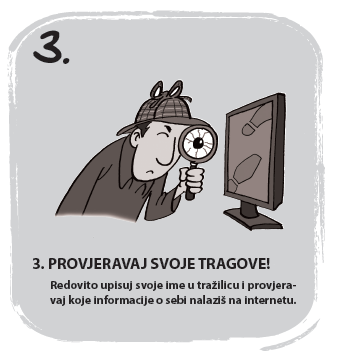 3.
3. PROVJERAVAJ SVOJE TRAGOVE!
Redovito upisuj svoje ime u tražilicu i provjera-
vaj koje informacije o sebi nalaziš na internetu.